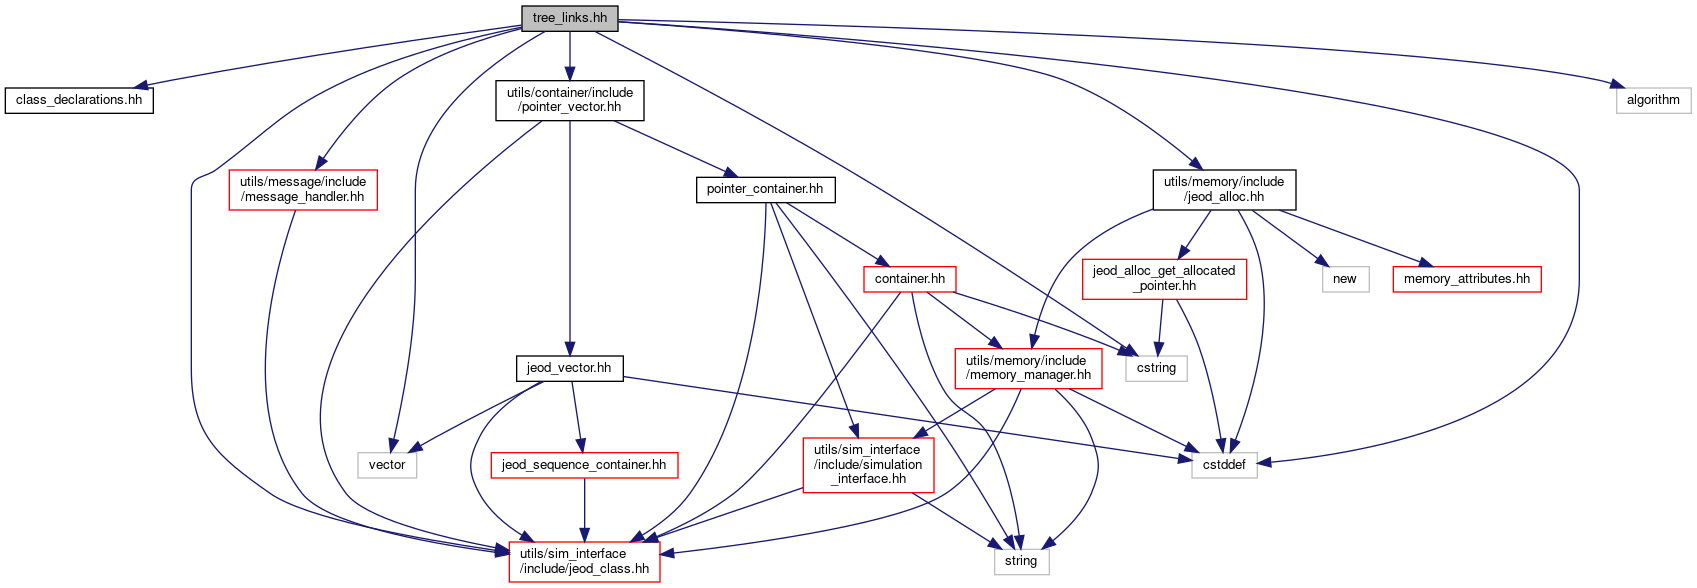 tree_links.hh
class_declarations.hh
utils/container/include
/pointer_vector.hh
algorithm
utils/message/include
/message_handler.hh
pointer_container.hh
utils/memory/include
/jeod_alloc.hh
container.hh
jeod_alloc_get_allocated
_pointer.hh
new
memory_attributes.hh
jeod_vector.hh
utils/memory/include
/memory_manager.hh
cstring
vector
jeod_sequence_container.hh
utils/sim_interface
/include/simulation
_interface.hh
cstddef
utils/sim_interface
/include/jeod_class.hh
string